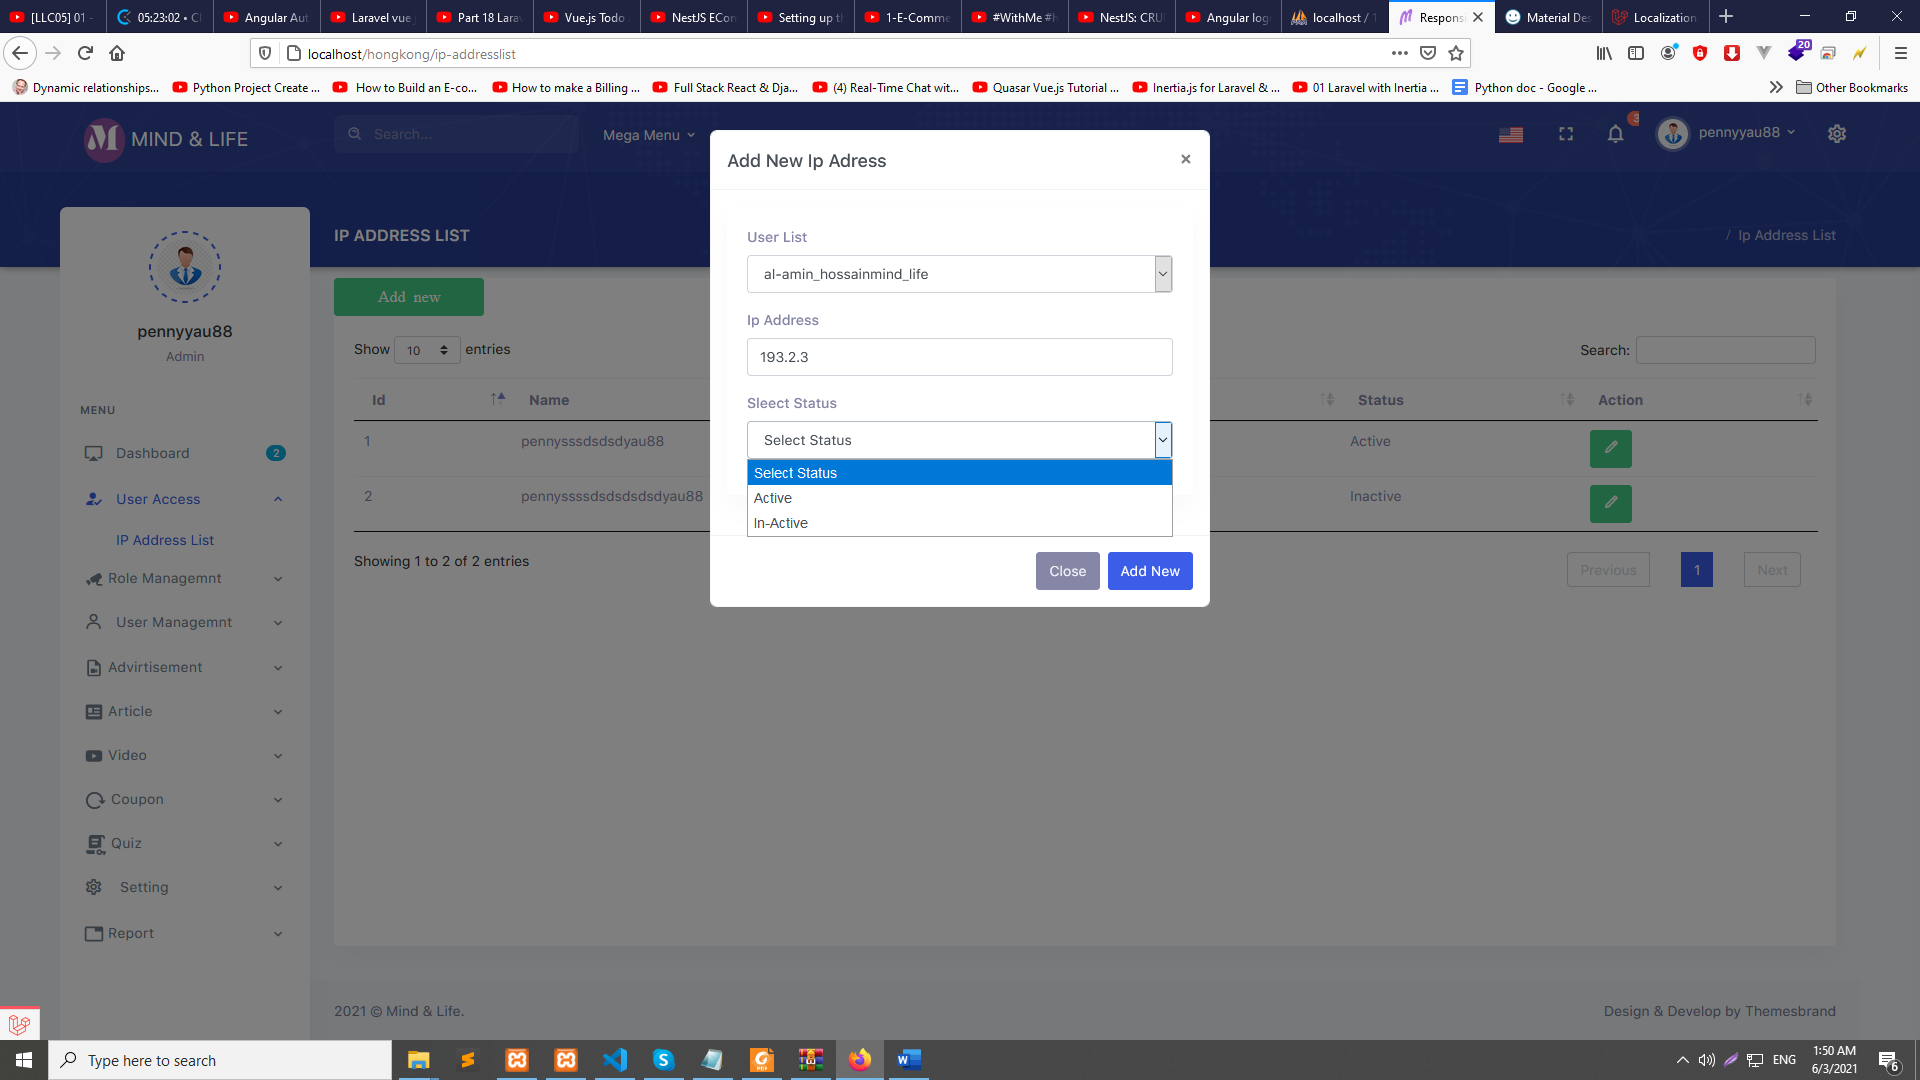 [LLC05] 01 -
05:23:02 • Cl
Angular Aut
Laravel vue
Part 18 Larav
Vue.js Todo
NestJS ECon
Setting up th
1-E-Comme
#WithMe #h
NestJS: CRU
Angular log
localhost / 1
Respons
Material Des
Localization
localhost/hongkong/ip-addresslist
20
Dynamic relationships...
Python Project Create ...
How to Build an E-co...
How to make a Billing ...
Full Stack React & Dja...
(4) Real-Time Chat wit...
Quasar Vue.js Tutorial ...
Inertia.js for Laravel & ...
01 Laravel with Inertia ...
Python doc - Google ...
Other Bookmarks
MIND & LIFE
Search...
Mega Menu
3
pennyyau88
Add New Ip Adress
×
IP ADDRESS LIST
/ Ip Address List
User List
al-amin_hossainmind_life
Ip Address
193.2.3
Sleect Status
Select Status
Select Status
Active
In-Active
Close
Add New
pennyyau88
Admin
MENU
Dashboard
2
User Access
IP Address List
Role Managemnt
User Managemnt
Advirtisement
Article
Video
Coupon
Quiz
Setting
Report
Add new
Show 10 entries
Search:
Id
Name
Status
Action
1
pennysssdsdsdyau88
Active
2
pennyssssdsdsdsdsdyau88
Inactive
Showing 1 to 2 of 2 entries
Previous
1
Next
2021 © Mind & Life.
Design & Develop by Themesbrand
Type here to search
ENG
1:50 AM
6/3/2021
6